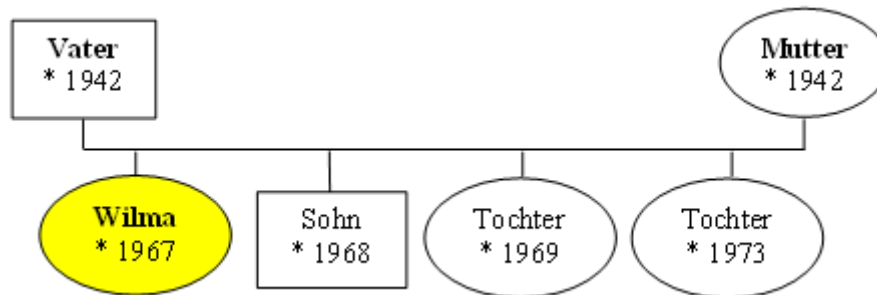 Vater
* 1942
Mutter
* 1942
Wilma
* 1967
Sohn
* 1968
Tochter
* 1969
Tochter
* 1973